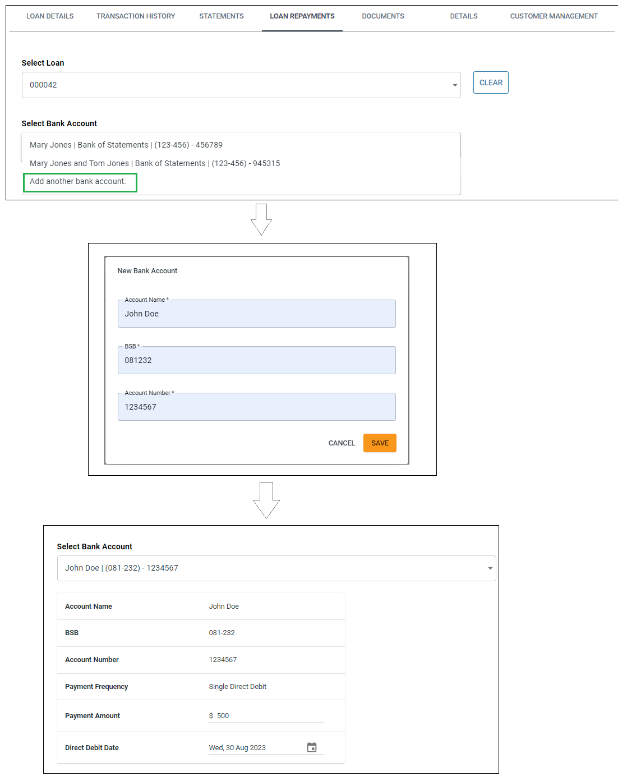 LOAN DETAILS TRANSACTION HISTORY STATEMENTS LOAN REPAYMENTS DOCUMENTS DETAILS CUSTOMER MANAGEMENT
Select Loan
000042
CLEAR
Select Bank Account
Mary Jones | Bank of Statements | (123-456) - 456789
Mary Jones and Tom Jones | Bank of Statements | (123-456) - 945315
Add another bank account.
New Bank Account
Account Name *
John Doe
BSB *
081232
Account Number *
1234567
CANCEL SAVE
Select Bank Account
John Doe | (081-232) - 1234567
Account Name John Doe
BSB 081-232
Account Number 1234567
Payment Frequency Single Direct Debit
Payment Amount $ 500
Direct Debit Date Wed, 30 Aug 2023